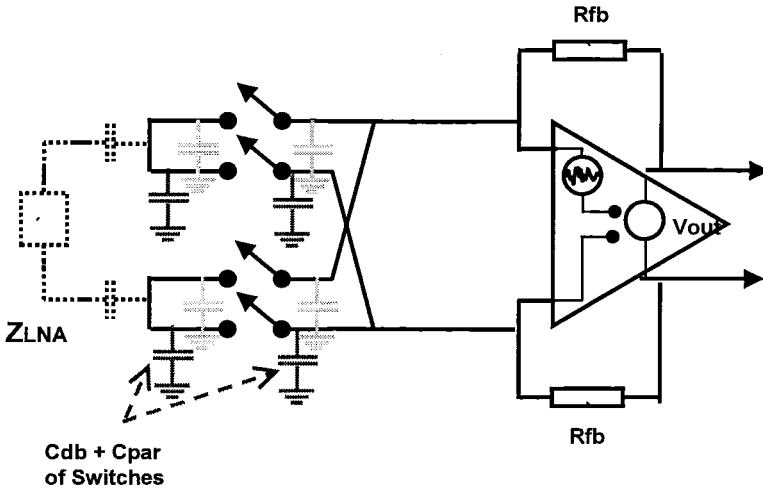 Rfb
Vout
ZLNA
Rfb
Cdb + Cpar
of Switches